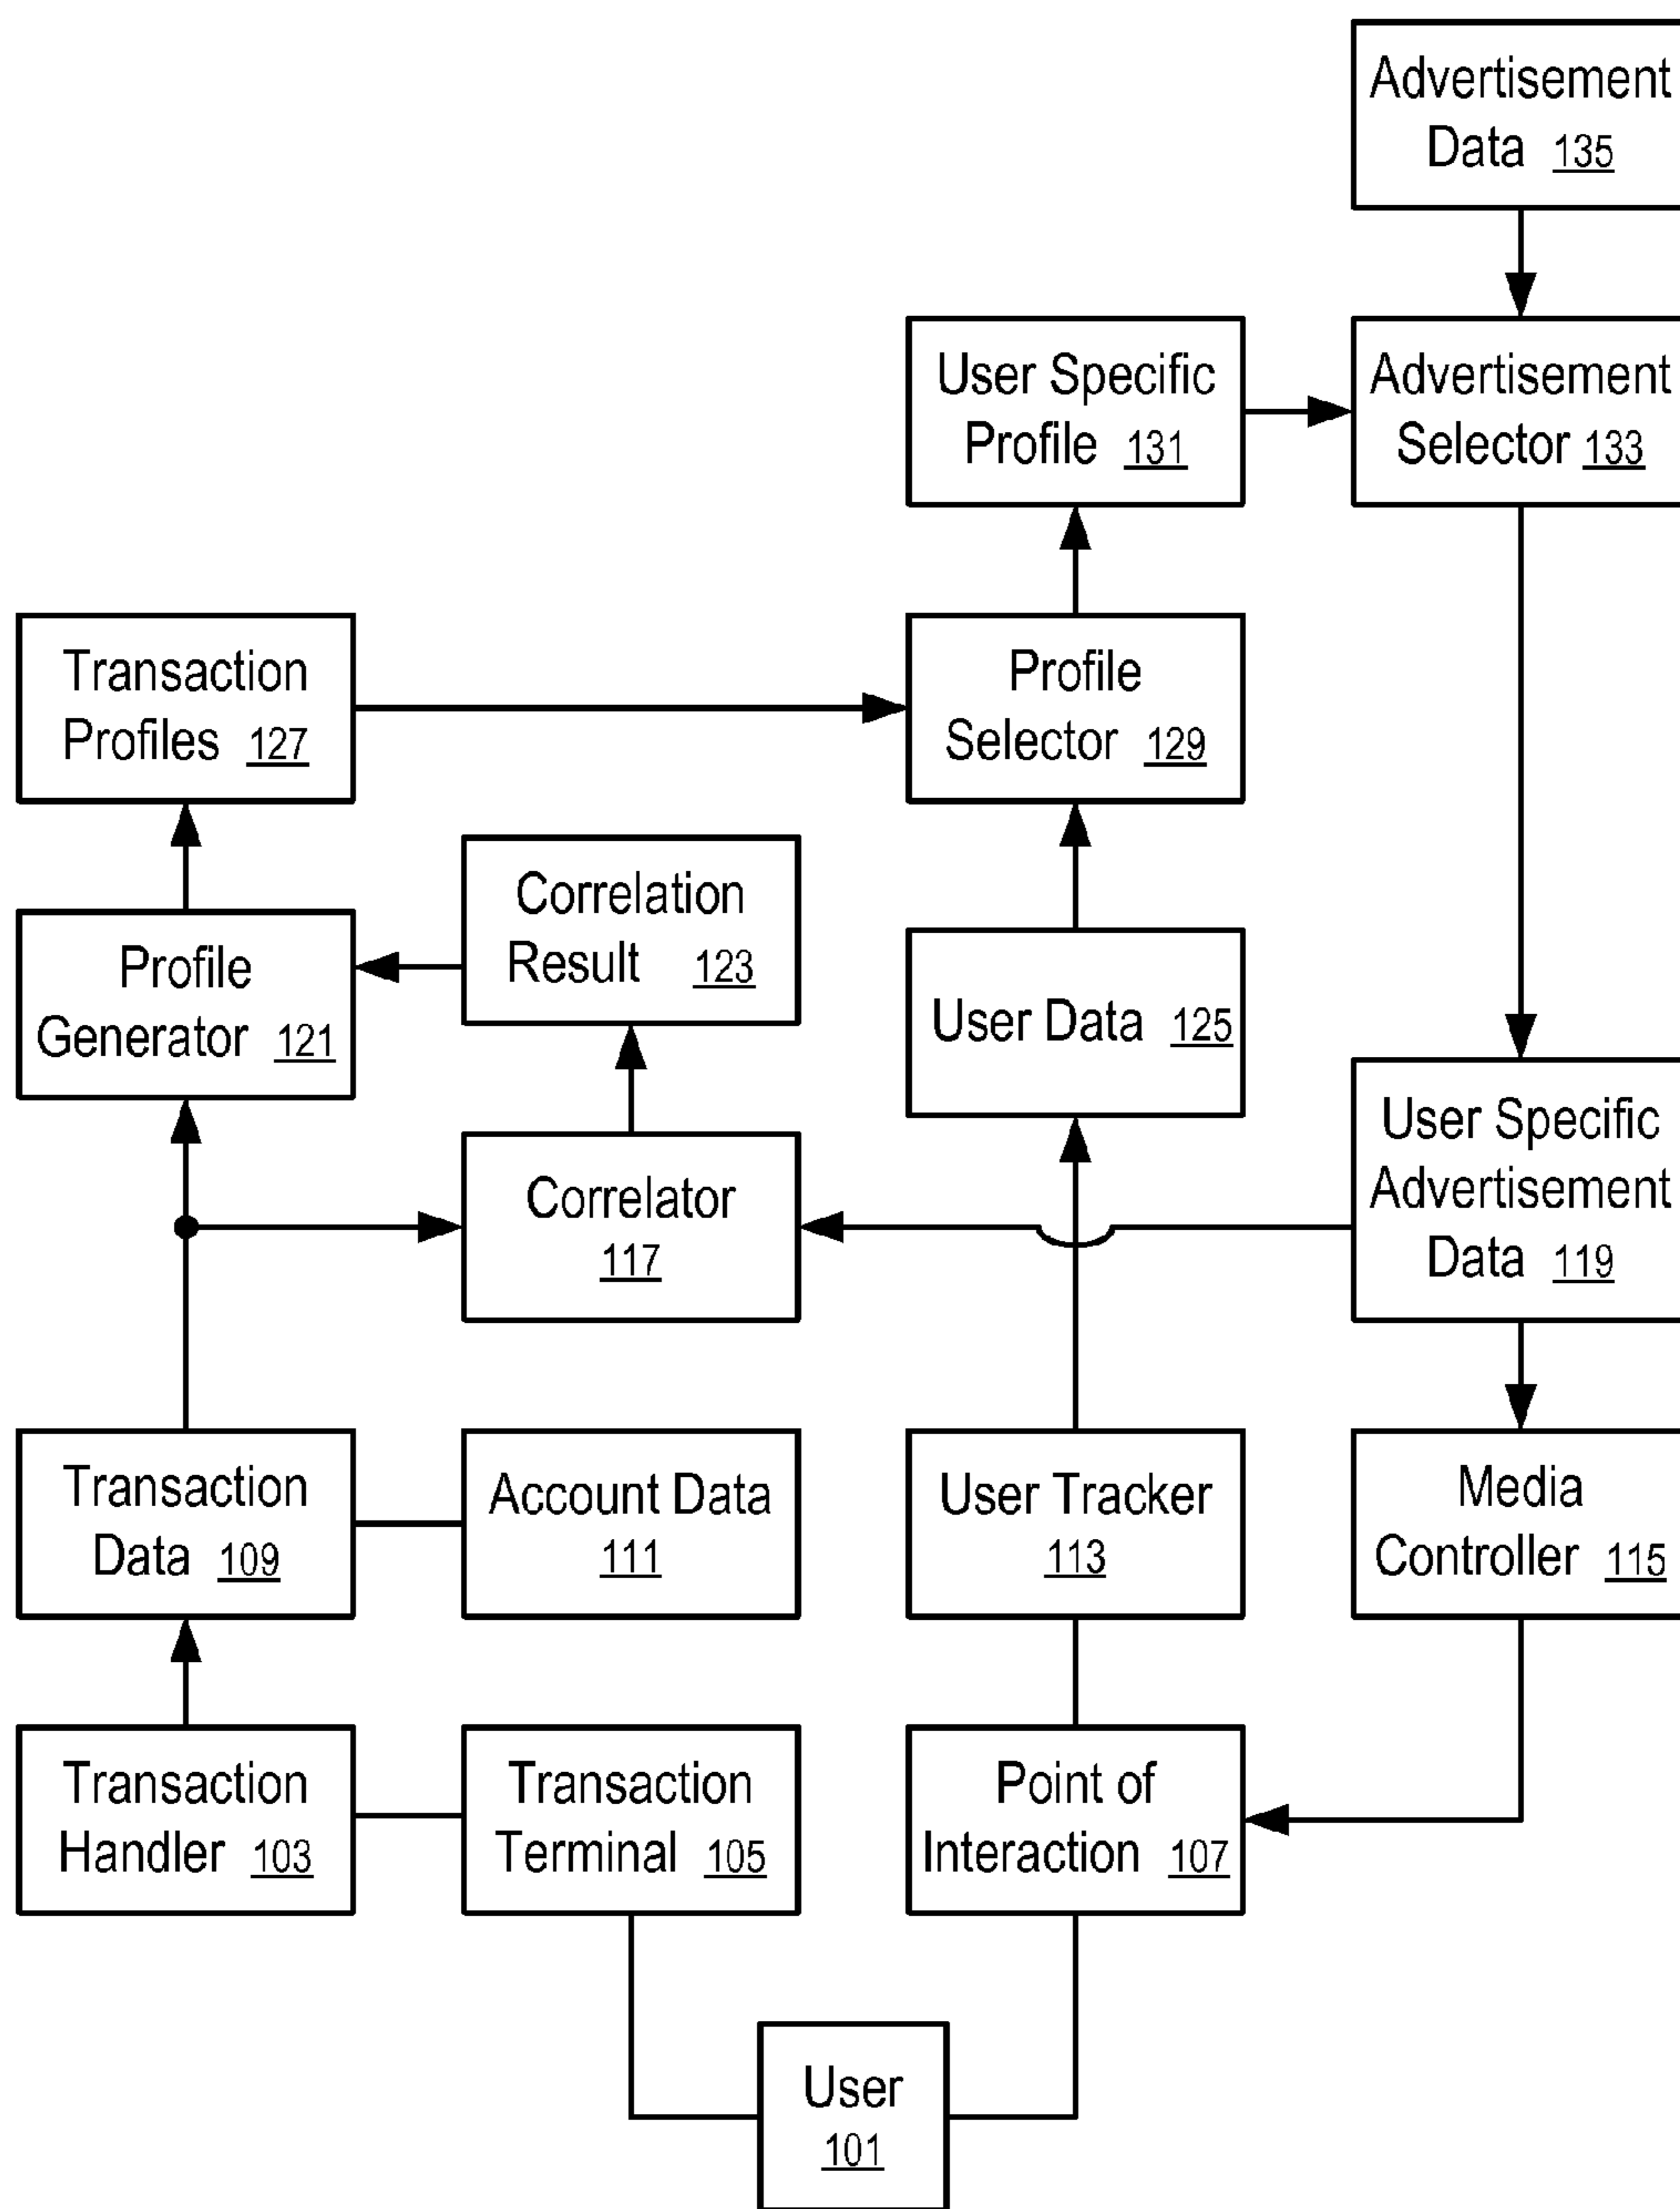 Advertisement
Data 135
User Specific
Profile 131
Advertisement
Selector 133
Transaction
Profiles 127
Profile
Selector 129
Correlation
Result 123
Profile
Generator 121
User Data 125
User Specific
Advertisement
Data 119
Correlator
117
Transaction
Data 109
Account Data
111
User Tracker
113
Media
Controller 115
Transaction
Handler 103
Transaction
Terminal 105
Point of
Interaction 107
User
101